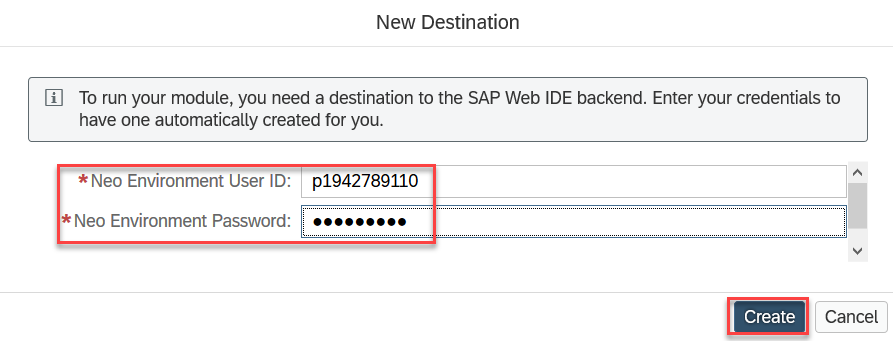 New Destination
To run your module, you need a destination to the SAP Web IDE backend. Enter your credentials to
have one automatically created for you.
*Neo Environment User ID: p1942789110
*Neo Environment Password: ●●●●●●●●●
Create Cancel